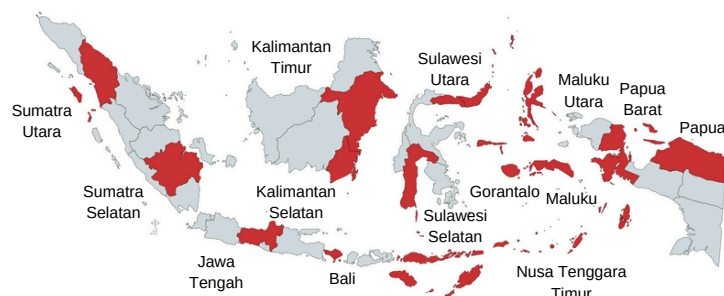 Kalimantan
Timur
Sulawesi
Utara
Maluku
Utara
Papua
Barat
Papua
Sumatra
Utara
Sumatra
Selatan
Kalimantan
Selatan
Gorantalo
Maluku
Sulawesi
Selatan
Jawa
Tengah
Bali
Nusa Tenggara
Timur